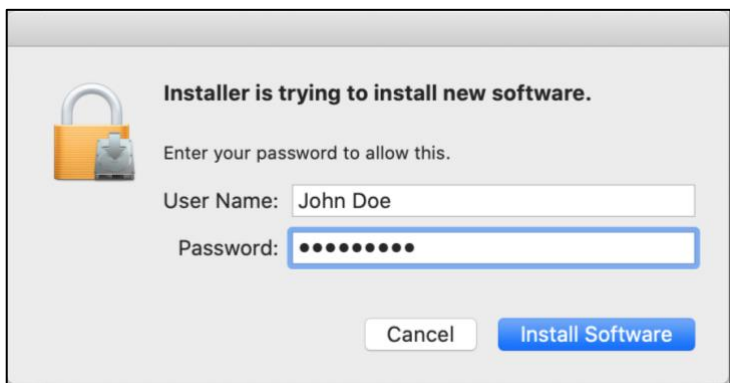 Installer is trying to install new software.
Enter your password to allow this.
User Name: John Doe
Password: •••••••••
Cancel Install Software